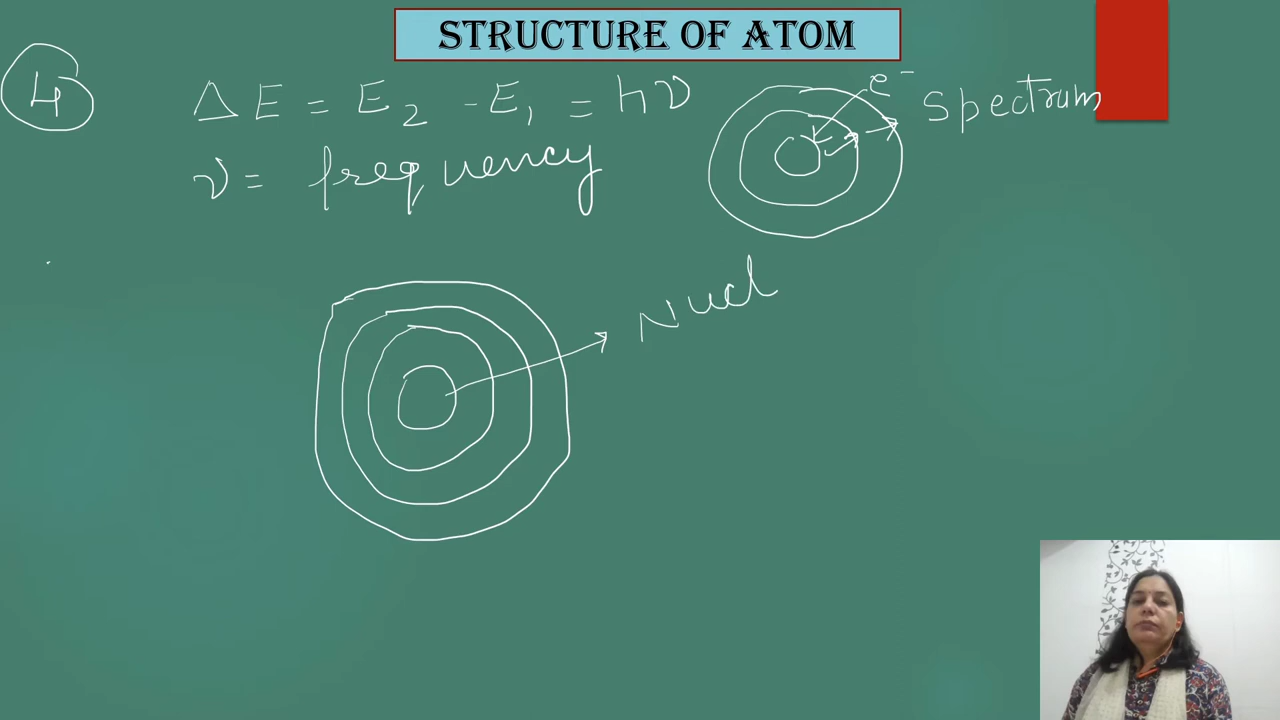 STRUCTURE OF ATOM
4
ΔE = E₂ - E₁ = hν
e⁻
spectrum
ν = frequency
Nucl